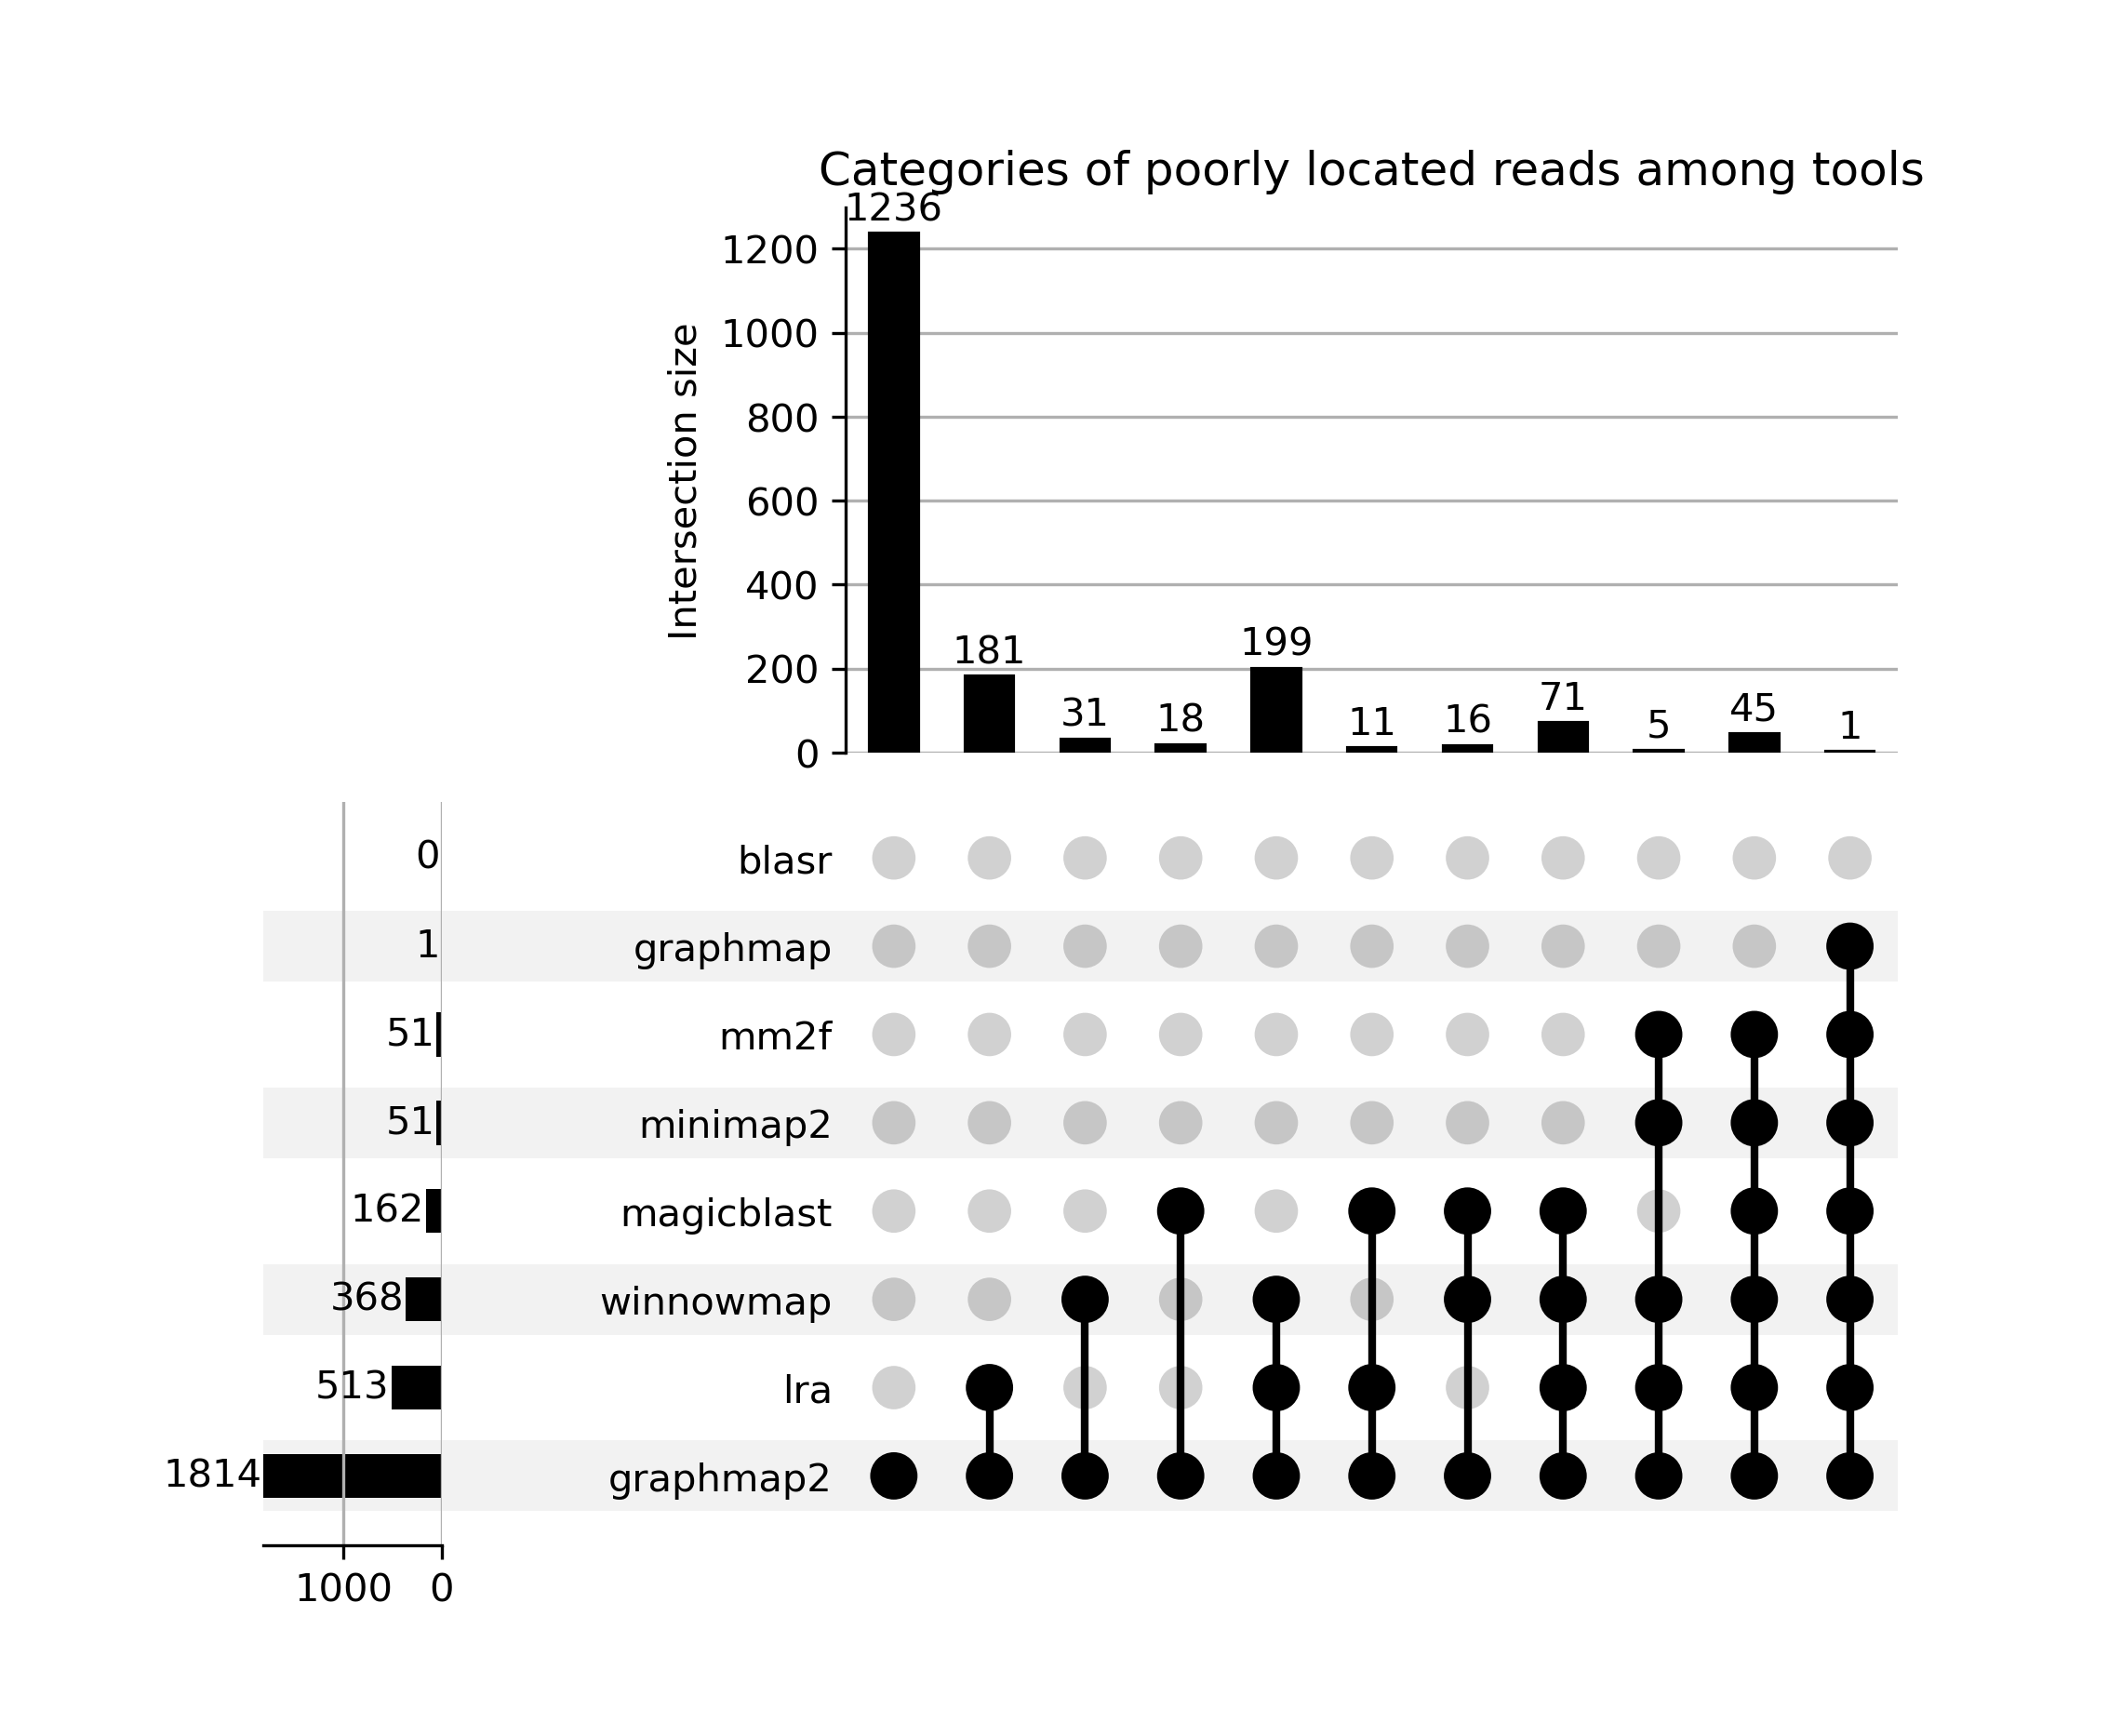 Categories of poorly located reads among tools
1236
1200
1000
800
600
400
200
0
Intersection size
181
31
18
199
11
16
71
5
45
1
0 blasr
1 graphmap
51 mm2f
51 minimap2
162 magicblast
368 winnowmap
513 lra
1814 graphmap2
1000 0